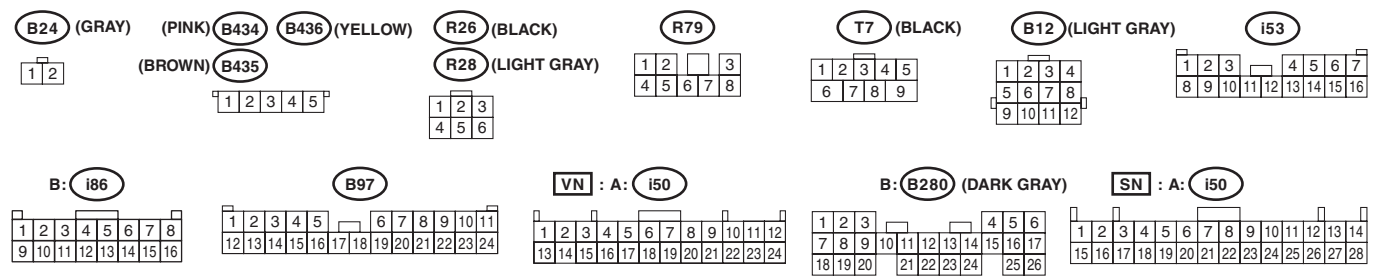 B24 (GRAY)
1 2
(PINK) B434 B436 (YELLOW)
(BROWN) B435
1 2 3 4 5
R26 (BLACK)
R28 (LIGHT GRAY)
1 2 3
4 5 6
R79
1 2 3
4 5 6 7 8
T7 (BLACK)
1 2 3 4 5
6 7 8 9
B12 (LIGHT GRAY)
1 2 3 4
5 6 7 8
9 10 11 12
i53
1 2 3 4 5 6 7
8 9 10 11 12 13 14 15 16
B: i86
1 2 3 4 5 6 7 8
9 10 11 12 13 14 15 16
B97
1 2 3 4 5 6 7 8 9 10 11
12 13 14 15 16 17 18 19 20 21 22 23 24
VN : A: i50
1 2 3 4 5 6 7 8 9 10 11 12
13 14 15 16 17 18 19 20 21 22 23 24
B: B280 (DARK GRAY)
1 2 3 4 5 6
7 8 9 10 11 12 13 14 15 16 17
18 19 20 21 22 23 24 25 26
SN : A: i50
1 2 3 4 5 6 7 8 9 10 11 12 13 14
15 16 17 18 19 20 21 22 23 24 25 26 27 28